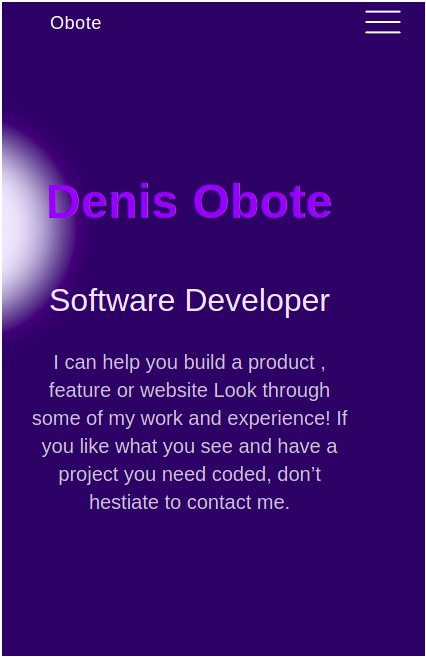 Obote
Denis Obote
Software Developer
I can help you build a product ,
feature or website Look through
some of my work and experience! If
you like what you see and have a
project you need coded, don’t
hestiate to contact me.